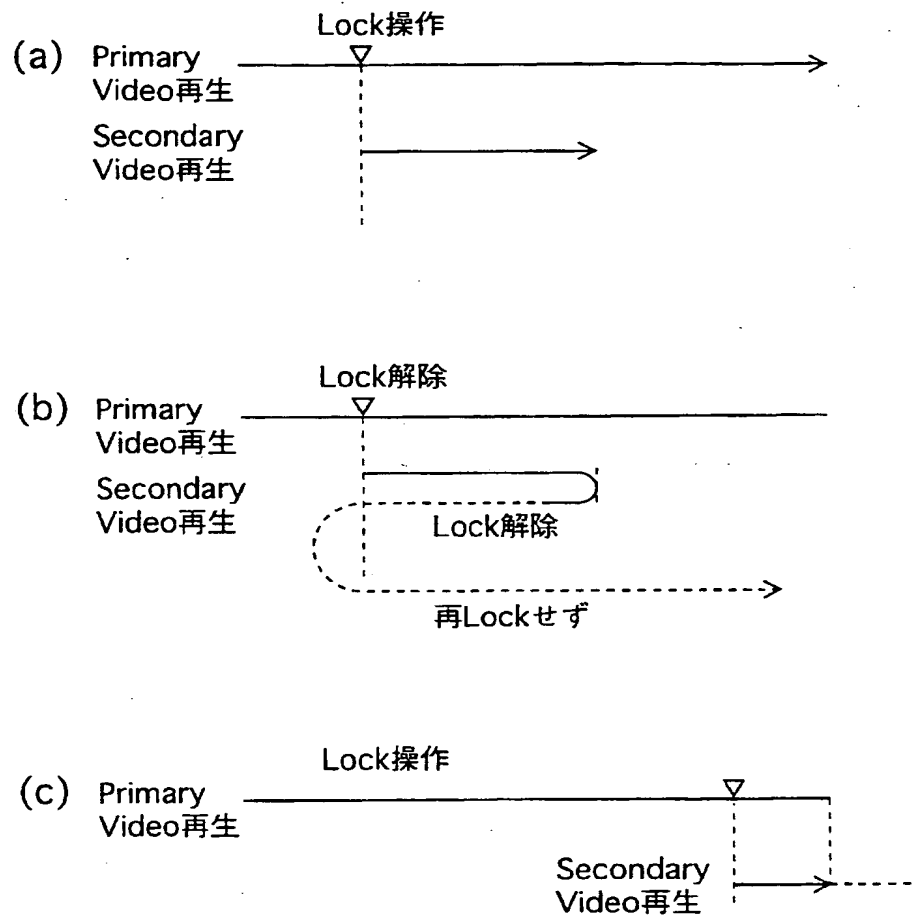 Lock操作
(a) Primary
Video再生
Secondary
Video再生
Lock解除
(b) Primary
Video再生
Secondary
Video再生
Lock解除
再Lockせず
Lock操作
(c) Primary
Video再生
Secondary
Video再生